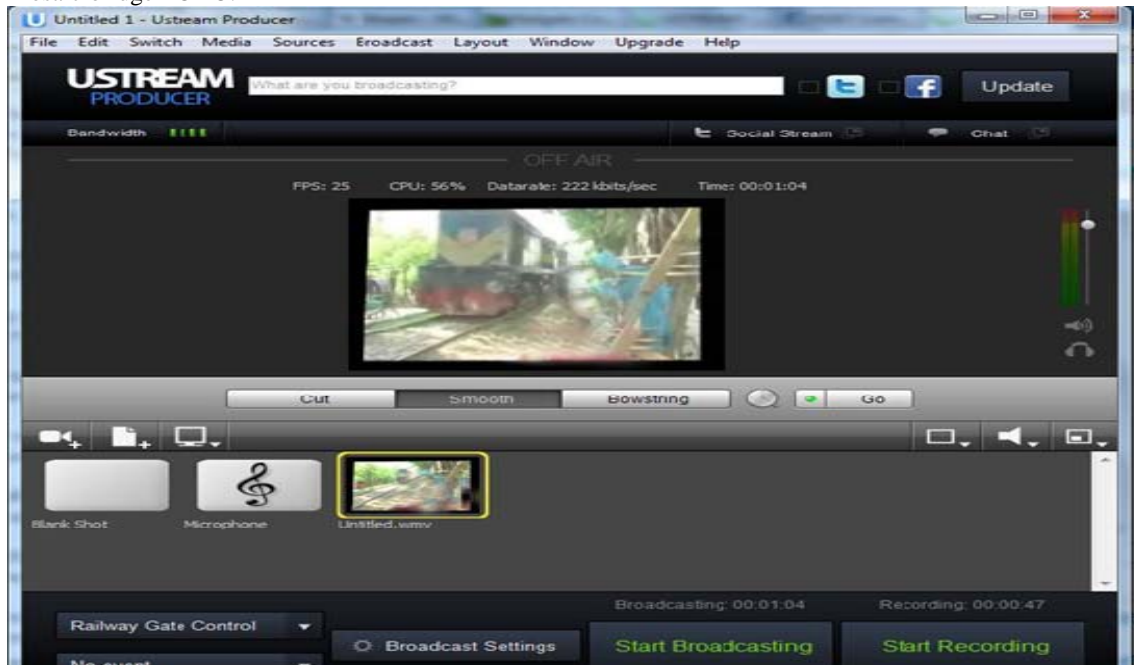 Untitled 1 - Ustream Producer
File Edit Switch Media Sources Broadcast Layout Window Upgrade Help
USTREAM
PRODUCER
What are you broadcasting?
Update
Bandwidth Social Stream Chat
OFF AIR
FPS: 25 CPU: 56% Datarate: 222 kbits/sec Time: 00:01:04
Cut Smooth Bowstring Go
Blank Shot Microphone Untitled.wmv
Broadcasting: 00:01:04 Recording: 00:00:47
Railway Gate Control
Broadcast Settings Start Broadcasting Start Recording
No event